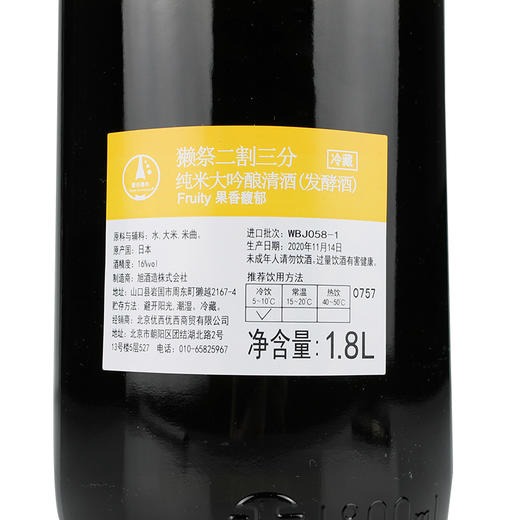 獭祭二割三分 冷藏
纯米大吟酿清酒(发酵酒)
Fruity 果香馥郁
原料与辅料: 水.大米.米曲。
原产国: 日本
酒精度: 16%vol
制造商: 旭酒造株式会社
地址: 山口县岩国市周东町獭越2167-4
贮存方法: 避开阳光, 潮湿。冷藏。
经销商: 北京优西优西商贸有限公司
地址: 北京市朝阳区团结湖北路2号
13号楼5层527 电话: 010-65825967
进口批次: WBJ058-1
生产日期: 2020年11月14日
未成年人请勿饮酒。过量饮酒有害健康。
推荐饮用方法
冷饮 常温 热饮
5~10℃ 15~20℃ 40~50℃
0757
净含量: 1.8L
1800ml